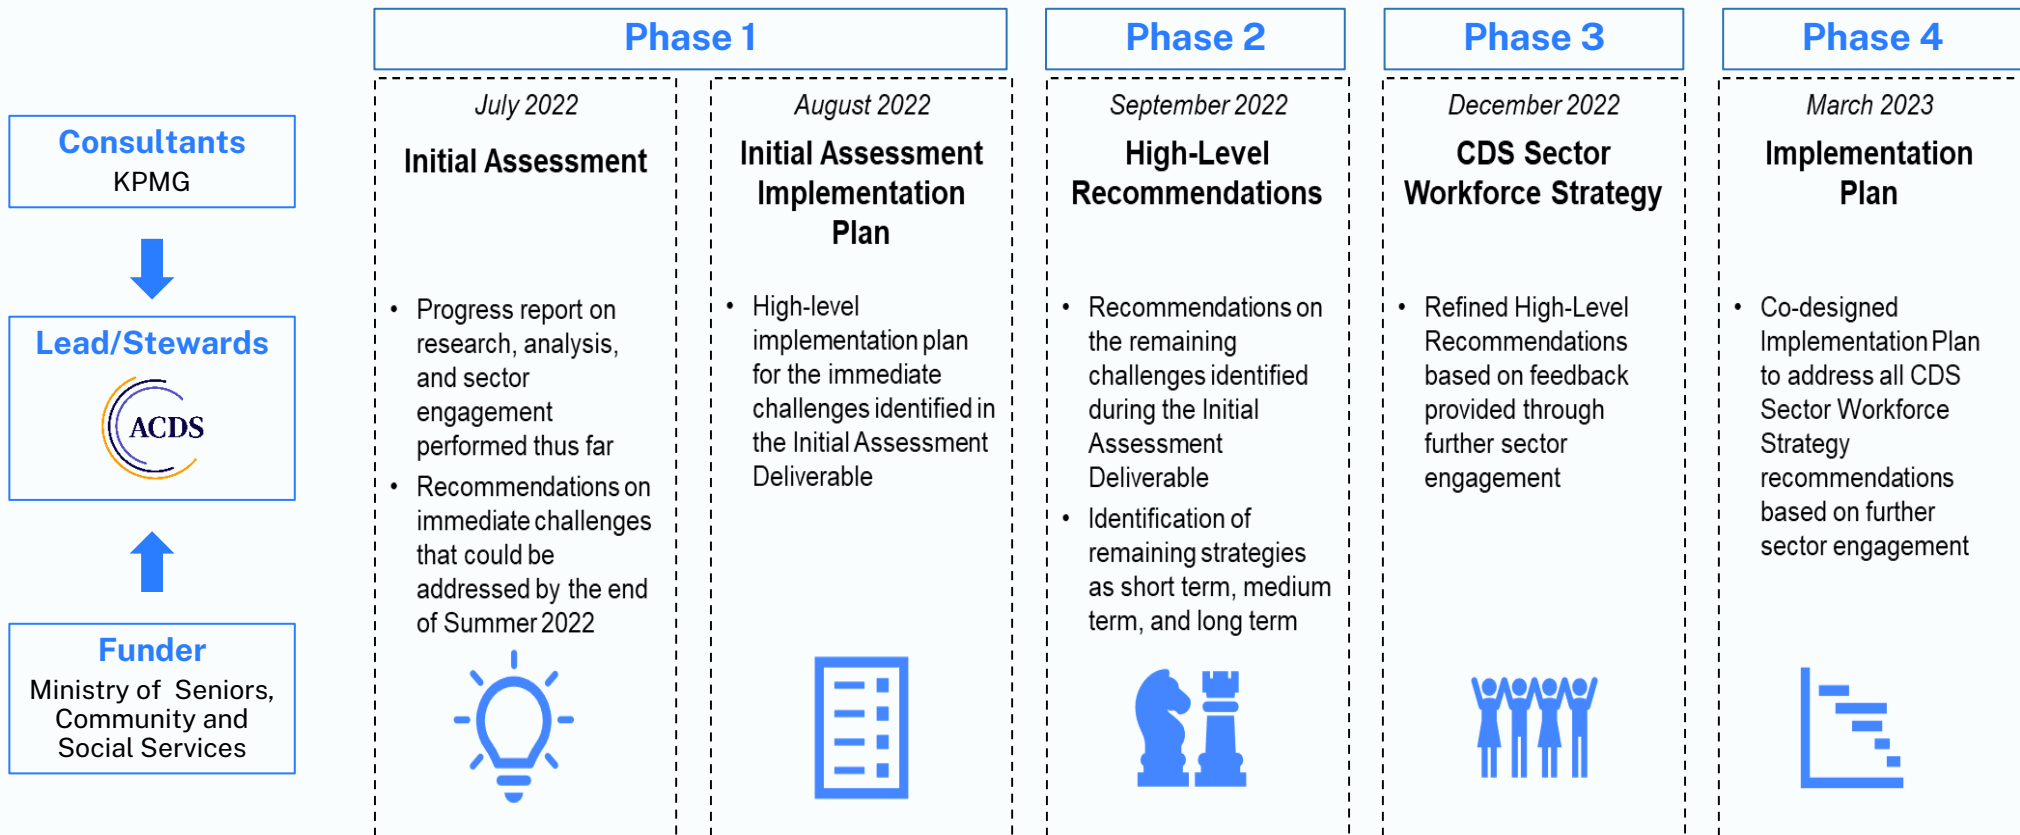 Phase 1
Phase 2
Phase 3
Phase 4
Consultants
KPMG
Lead/Stewards
ACDS
Funder
Ministry of Seniors,
Community and
Social Services
July 2022
Initial Assessment
• Progress report on
research, analysis,
and sector
engagement
performed thus far
• Recommendations on
immediate challenges
that could be
addressed by the end
of Summer 2022
August 2022
Initial Assessment
Implementation
Plan
• High-level
implementation plan
for the immediate
challenges identified in
the Initial Assessment
Deliverable
September 2022
High-Level
Recommendations
• Recommendations on
the remaining
challenges identified
during the Initial
Assessment
Deliverable
• Identification of
remaining strategies
as short term, medium
term, and long term
December 2022
CDS Sector
Workforce Strategy
• Refined High-Level
Recommendations
based on feedback
provided through
further sector
engagement
March 2023
Implementation
Plan
• Co-designed
Implementation Plan
to address all CDS
Sector Workforce
Strategy
recommendations
based on further
sector engagement